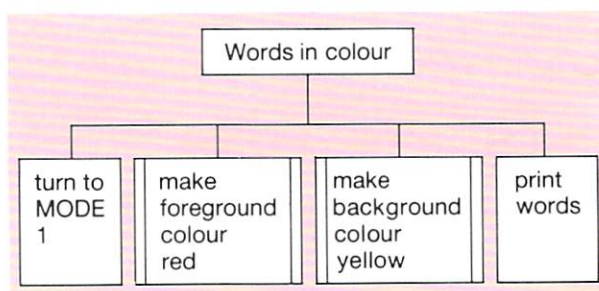 Words in colour
turn to
MODE
1
make
foreground
colour
red
make
background
colour
yellow
print
words